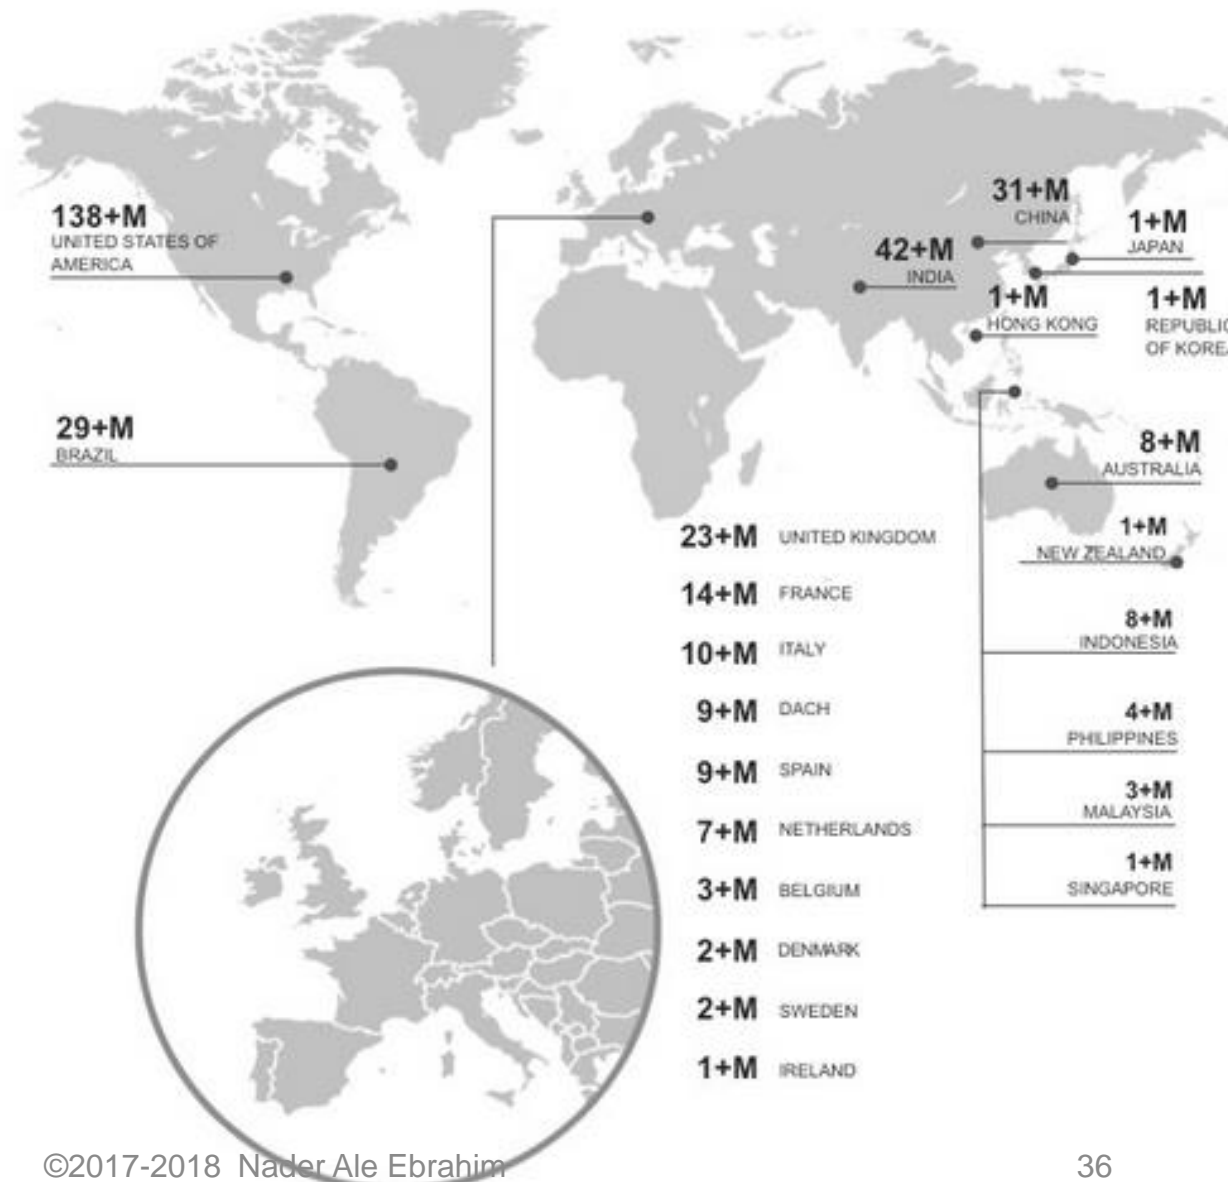 138+M
UNITED STATES OF
AMERICA
29+M
BRAZIL
31+M
CHINA
42+M
INDIA
1+M
JAPAN
1+M
HONG KONG
1+M
REPUBLIC
OF KOREA
8+M
AUSTRALIA
1+M
NEW ZEALAND
8+M
INDONESIA
4+M
PHILIPPINES
3+M
MALAYSIA
1+M
SINGAPORE
23+M UNITED KINGDOM
14+M FRANCE
10+M ITALY
9+M DACH
9+M SPAIN
7+M NETHERLANDS
3+M BELGIUM
2+M DENMARK
2+M SWEDEN
1+M IRELAND
©2017-2018 Nader Ale Ebrahim
36